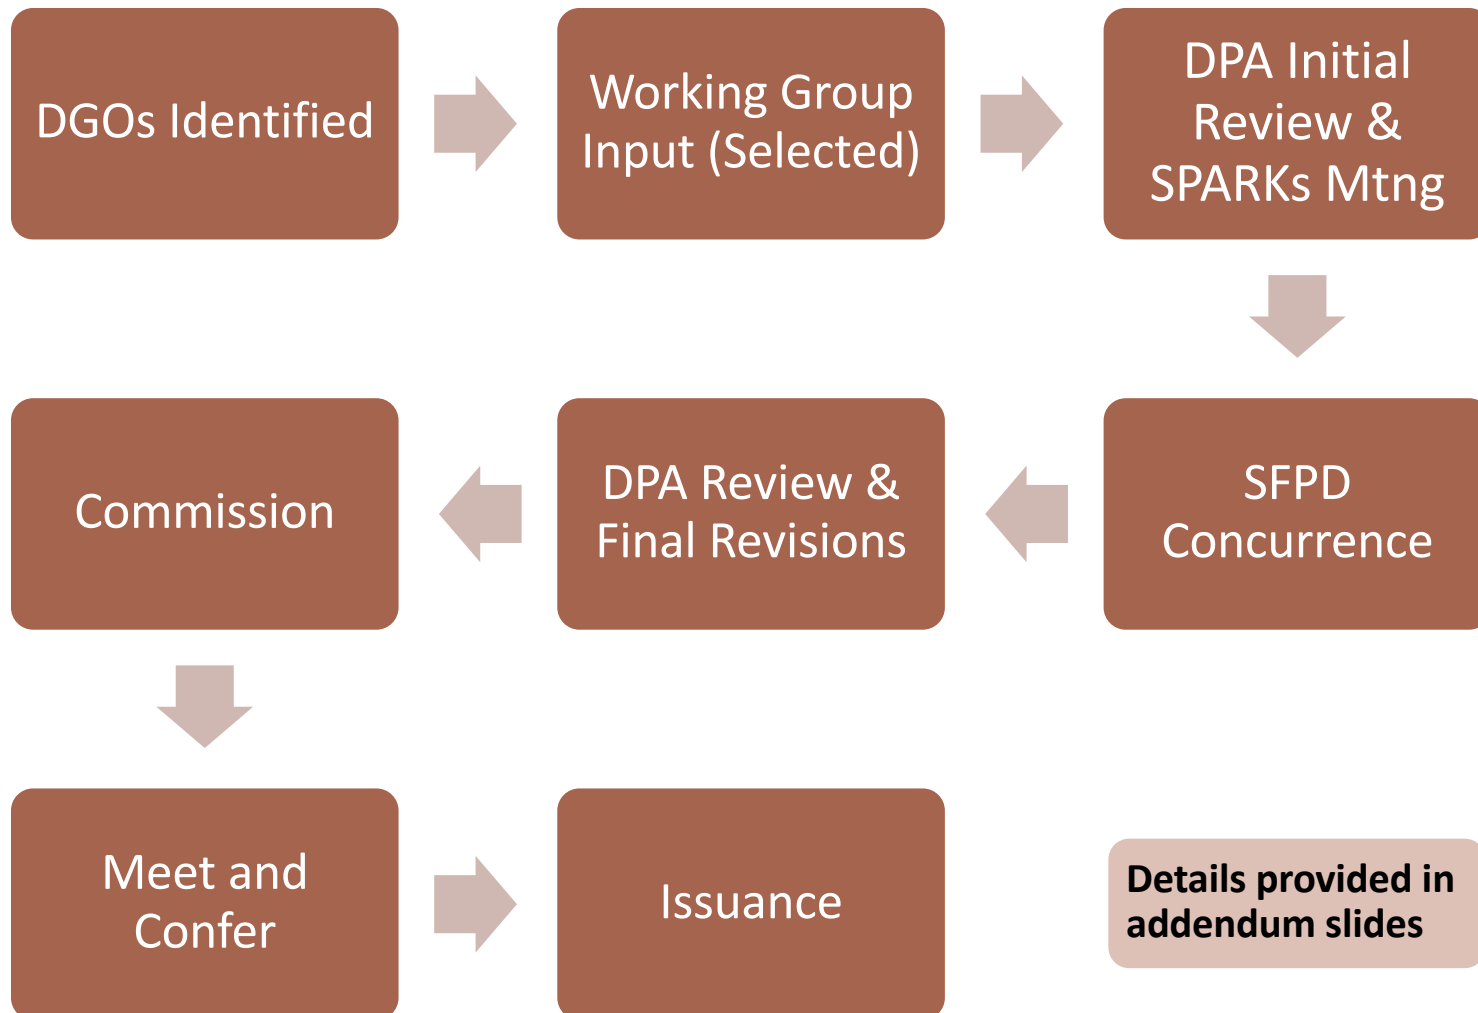 DGOs Identified
Working Group
Input (Selected)
DPA Initial
Review &
SPARKs Mtng
SFPD
Concurrence
DPA Review &
Final Revisions
Commission
Meet and
Confer
Issuance
Details provided in
addendum slides